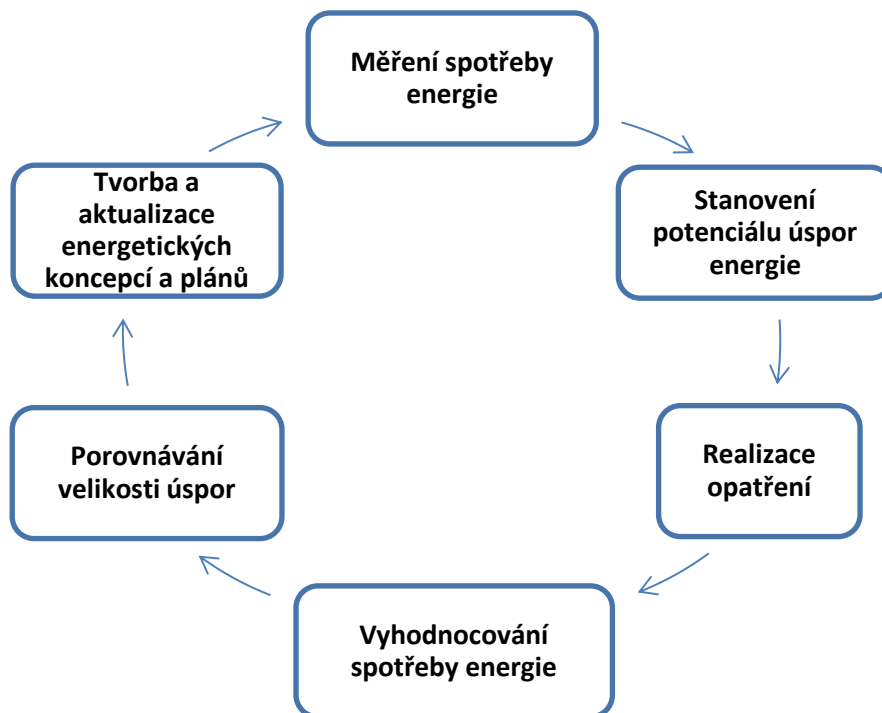 Měření spotřeby
energie
Stanovení
potenciálu úspor
energie
Realizace
opatření
Vyhodnocování
spotřeby energie
Porovnávání
velikosti úspor
Tvorba a
aktualizace
energetických
koncepcí a plánů